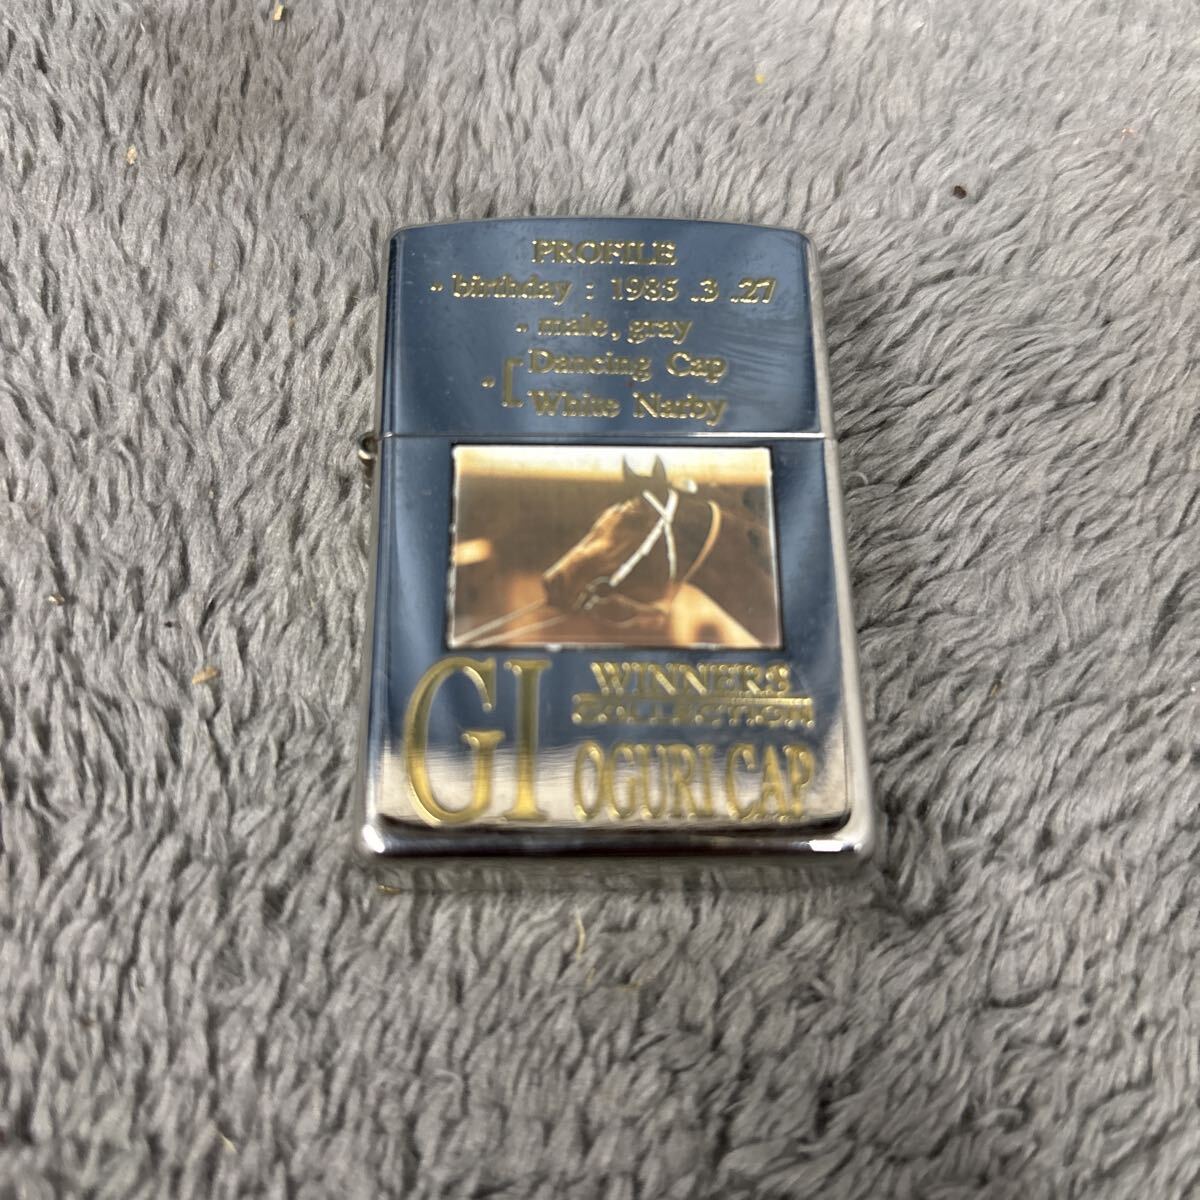 PROFILE
- birthday : 1985 .3 .27
- male, gray
- [ Dancing Cap
White Narby
GI WINNERS
COLLECTION
OGURI CAP